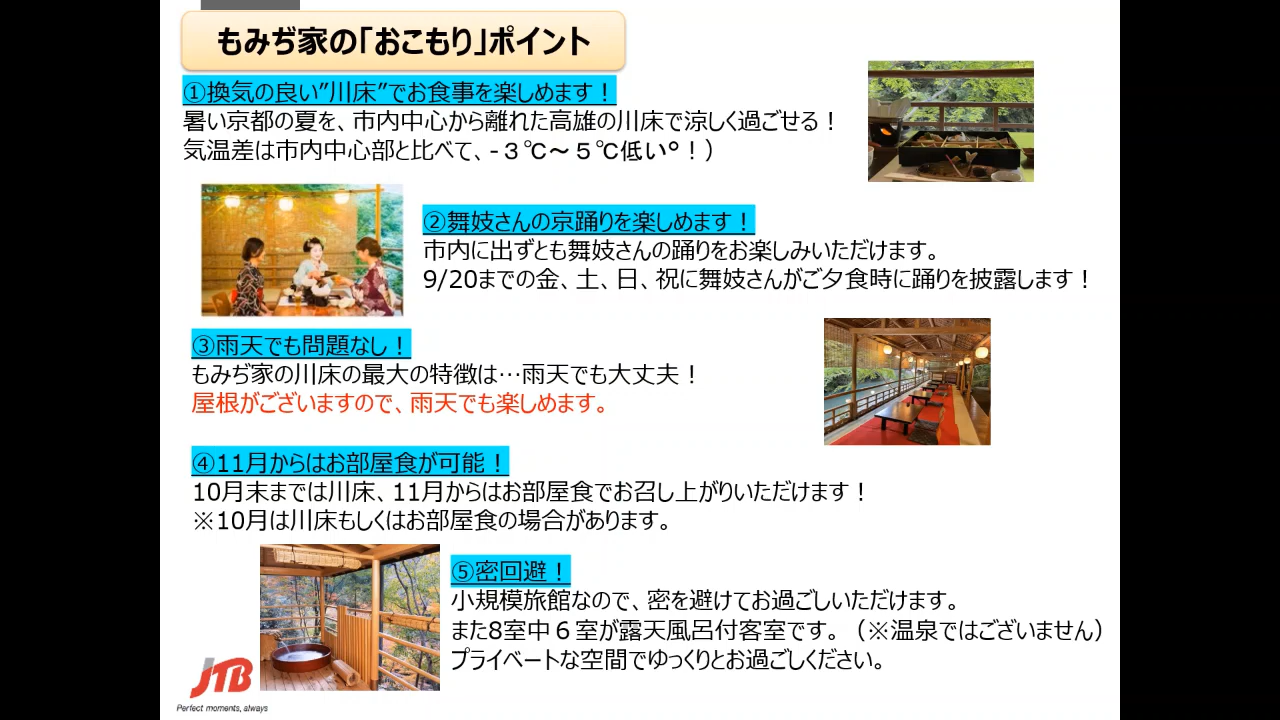 もみぢ家の「おこもり」ポイント
①換気の良い”川床”でお食事を楽しめます！
暑い京都の夏を、市内中心から離れた高雄の川床で涼しく過ごせる！
気温差は市内中心部と比べて、-３℃～５℃低い°！）
②舞妓さんの京踊りを楽しめます！
市内に出ずとも舞妓さんの踊りをお楽しみいただけます。
9/20までの金、土、日、祝に舞妓さんがご夕食時に踊りを披露します！
③雨天でも問題なし！
もみぢ家の川床の最大の特徴は…雨天でも大丈夫！
屋根がございますので、雨天でも楽しめます。
④11月からはお部屋食が可能！
10月末までは川床、11月からはお部屋食でお召し上がりいただけます！
※10月は川床もしくはお部屋食の場合があります。
⑤密回避！
小規模旅館なので、密を避けてお過ごしいただけます。
また8室中６室が露天風呂付客室です。（※温泉ではございません）
プライベートな空間でゆっくりとお過ごしください。
JTB
Perfect moments, always